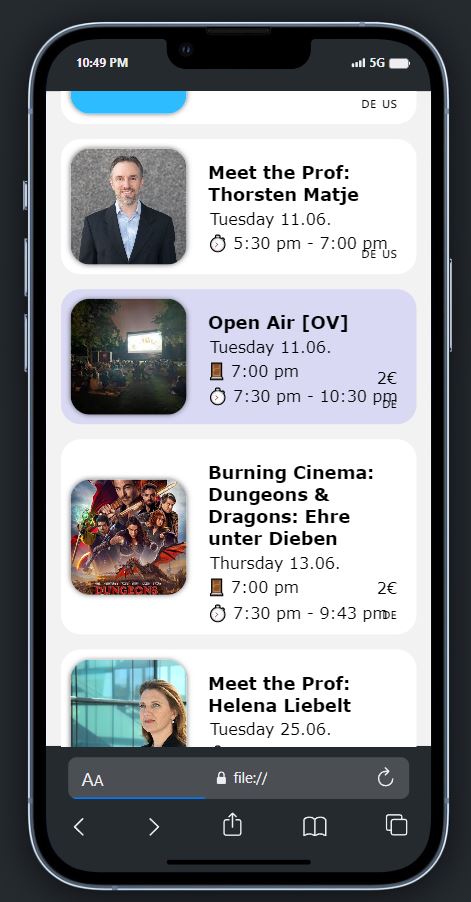 10:49 PM
5G
DE US
Meet the Prof:
Thorsten Matje
Tuesday 11.06.
5:30 pm - 7:00 pm
DE US
Open Air [OV]
Tuesday 11.06.
7:00 pm
2€
7:30 pm - 10:30 pm
DE
Burning Cinema:
Dungeons &
Dragons: Ehre
unter Dieben
Thursday 13.06.
7:00 pm
2€
7:30 pm - 9:43 pm
DE
DUNGEONS
Meet the Prof:
Helena Liebelt
Tuesday 25.06.
AA
file://